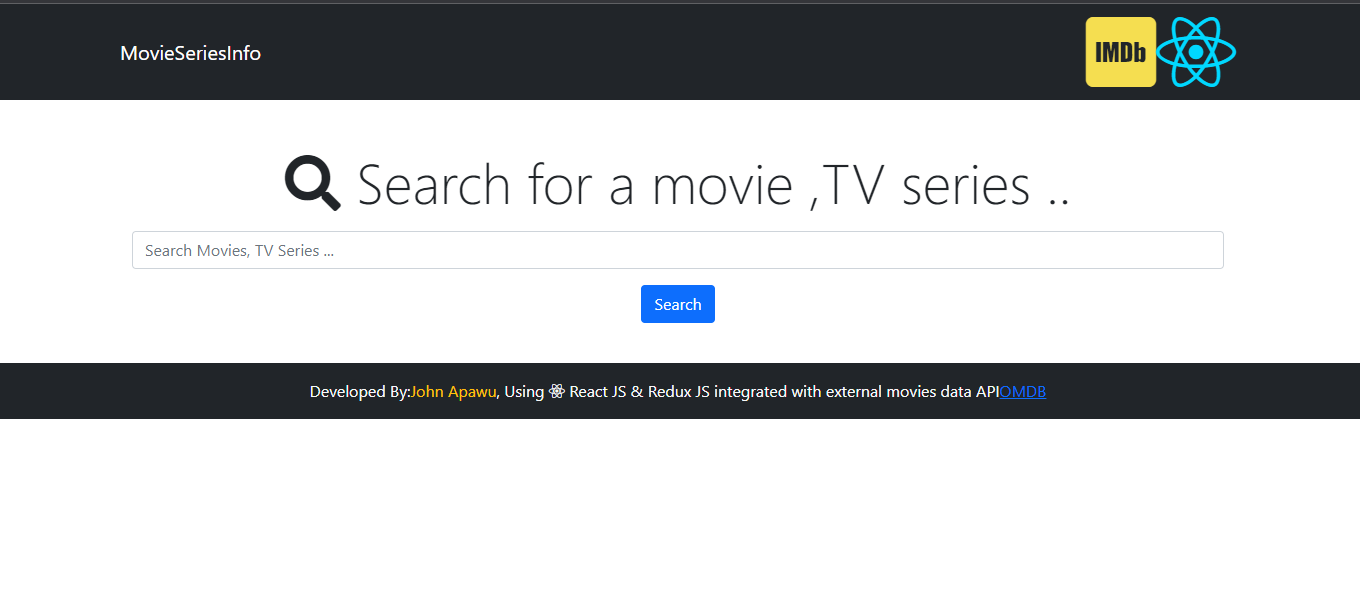 MovieSeriesInfo
IMDb
Search for a movie ,TV series ..
Search Movies, TV Series ...
Search
Developed By:John Apawu, Using React JS & Redux JS integrated with external movies data APIOMDB